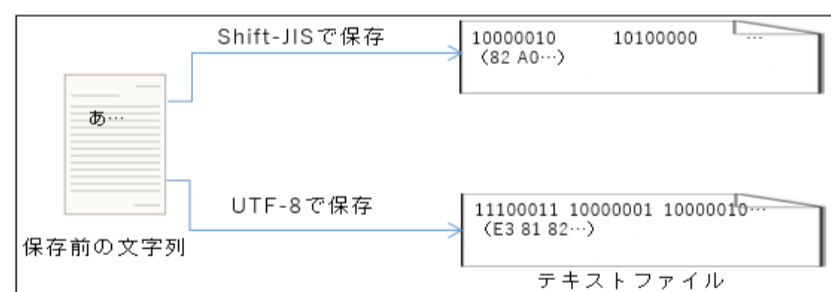 Shift-JISで保存
10000010 10100000 …
（82 A0…）
あ…
UTF-8で保存
11100011 10000001 10000010…
（E3 81 82…）
保存前の文字列
テキストファイル